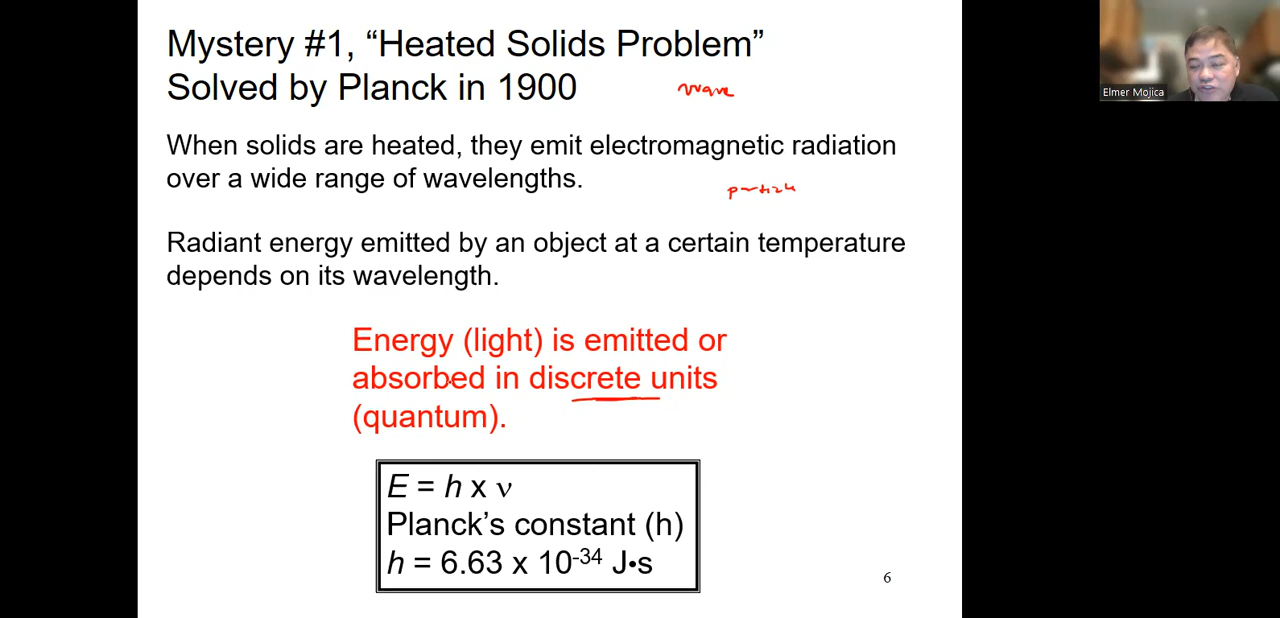 Mystery #1, “Heated Solids Problem”
Solved by Planck in 1900
wave
When solids are heated, they emit electromagnetic radiation
over a wide range of wavelengths.
particle
Radiant energy emitted by an object at a certain temperature
depends on its wavelength.
Energy (light) is emitted or
absorbed in discrete units
(quantum).
E = h x ν
Planck’s constant (h)
h = 6.63 x 10⁻³⁴ J•s
6
Elmer Mojica